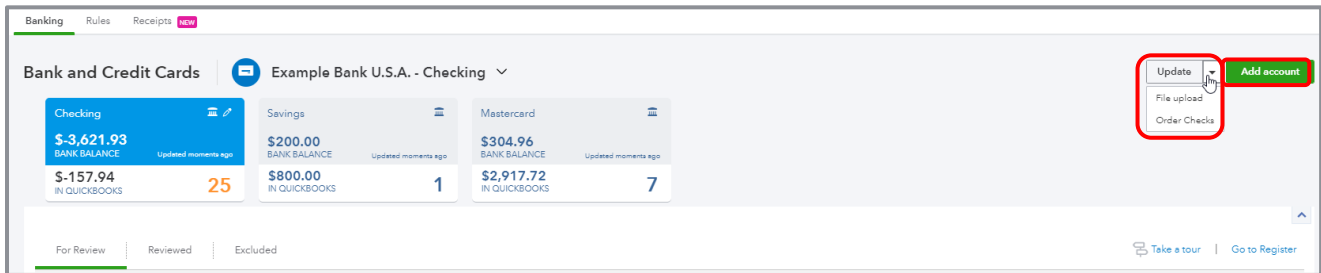 Banking Rules Receipts NEW
Bank and Credit Cards Example Bank U.S.A. - Checking Update Add account
File upload
Order Checks
Checking
$-3,621.93
BANK BALANCE Updated moments ago
$-157.94
IN QUICKBOOKS
25
Savings
$200.00
BANK BALANCE Updated moments ago
$800.00
IN QUICKBOOKS
1
Mastercard
$304.96
BANK BALANCE Updated moments ago
$2,917.72
IN QUICKBOOKS
7
For Review Reviewed Excluded Take a tour | Go to Register